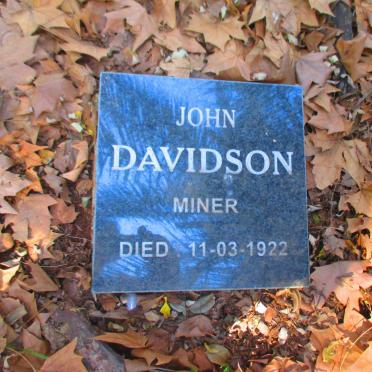 JOHN
DAVIDSON
MINER
DIED . 11-03-1922